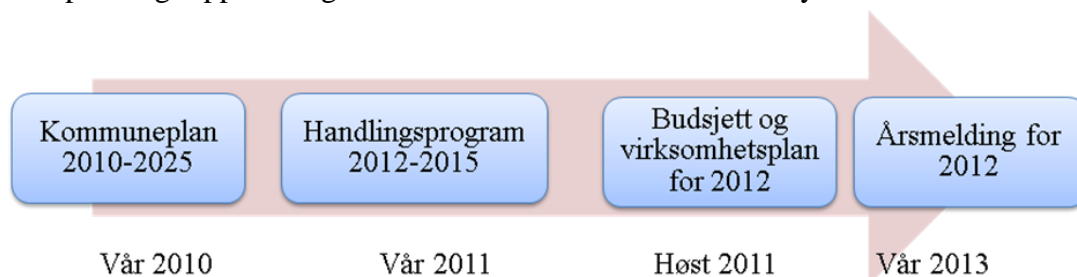 Kommuneplan
2010-2025
Handlingsprogram
2012-2015
Budsjett og
virksomhetsplan
for 2012
Årsmelding for
2012
Vår 2010
Vår 2011
Høst 2011
Vår 2013